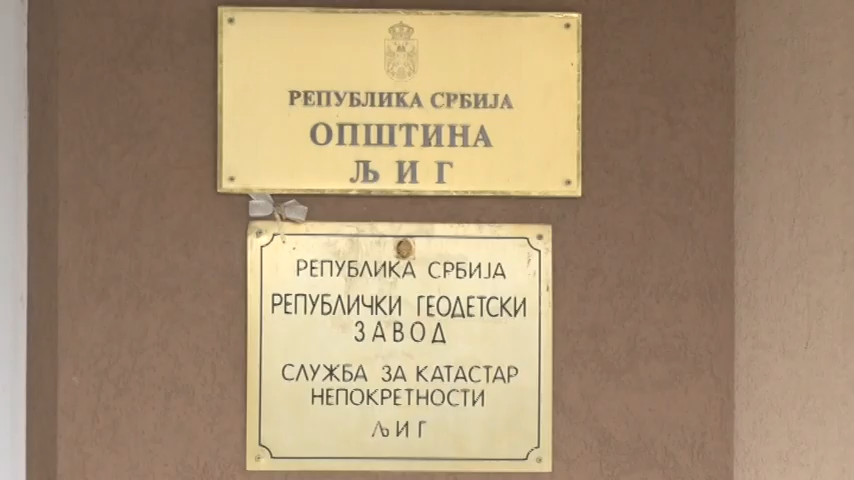 РЕПУБЛИКА СРБИЈА
ОПШТИНА
ЉИГ
РЕПУБЛИКА СРБИЈА
РЕПУБЛИЧКИ ГЕОДЕТСКИ
ЗАВОД
СЛУЖБА ЗА КАТАСТАР
НЕПОКРЕТНОСТИ
ЉИГ